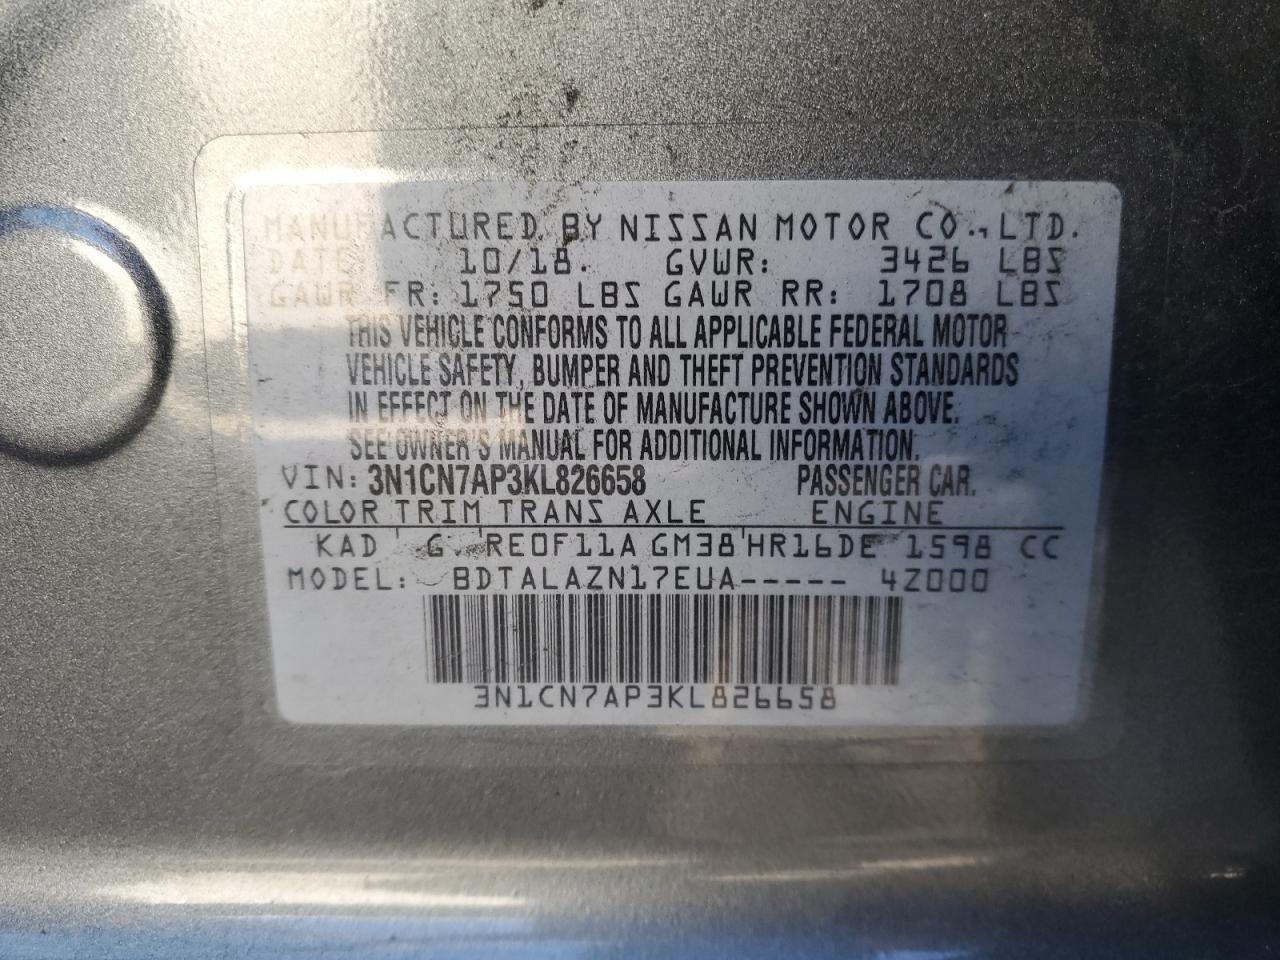 MANUFACTURED BY NISSAN MOTOR CO., LTD.
DATE: 10/18. GVWR: 3426 LBS
GAWR FR: 1750 LBS GAWR RR: 1708 LBS
THIS VEHICLE CONFORMS TO ALL APPLICABLE FEDERAL MOTOR
VEHICLE SAFETY, BUMPER AND THEFT PREVENTION STANDARDS
IN EFFECT ON THE DATE OF MANUFACTURE SHOWN ABOVE.
SEE OWNER'S MANUAL FOR ADDITIONAL INFORMATION.
VIN: 3N1CN7AP3KL826658 PASSENGER CAR.
COLOR TRIM TRANS AXLE ENGINE
KAD G RE0F11A GM38 HR16DE 1598 CC
MODEL: BDTALAZN17EUA----- 4Z000
3N1CN7AP3KL826658